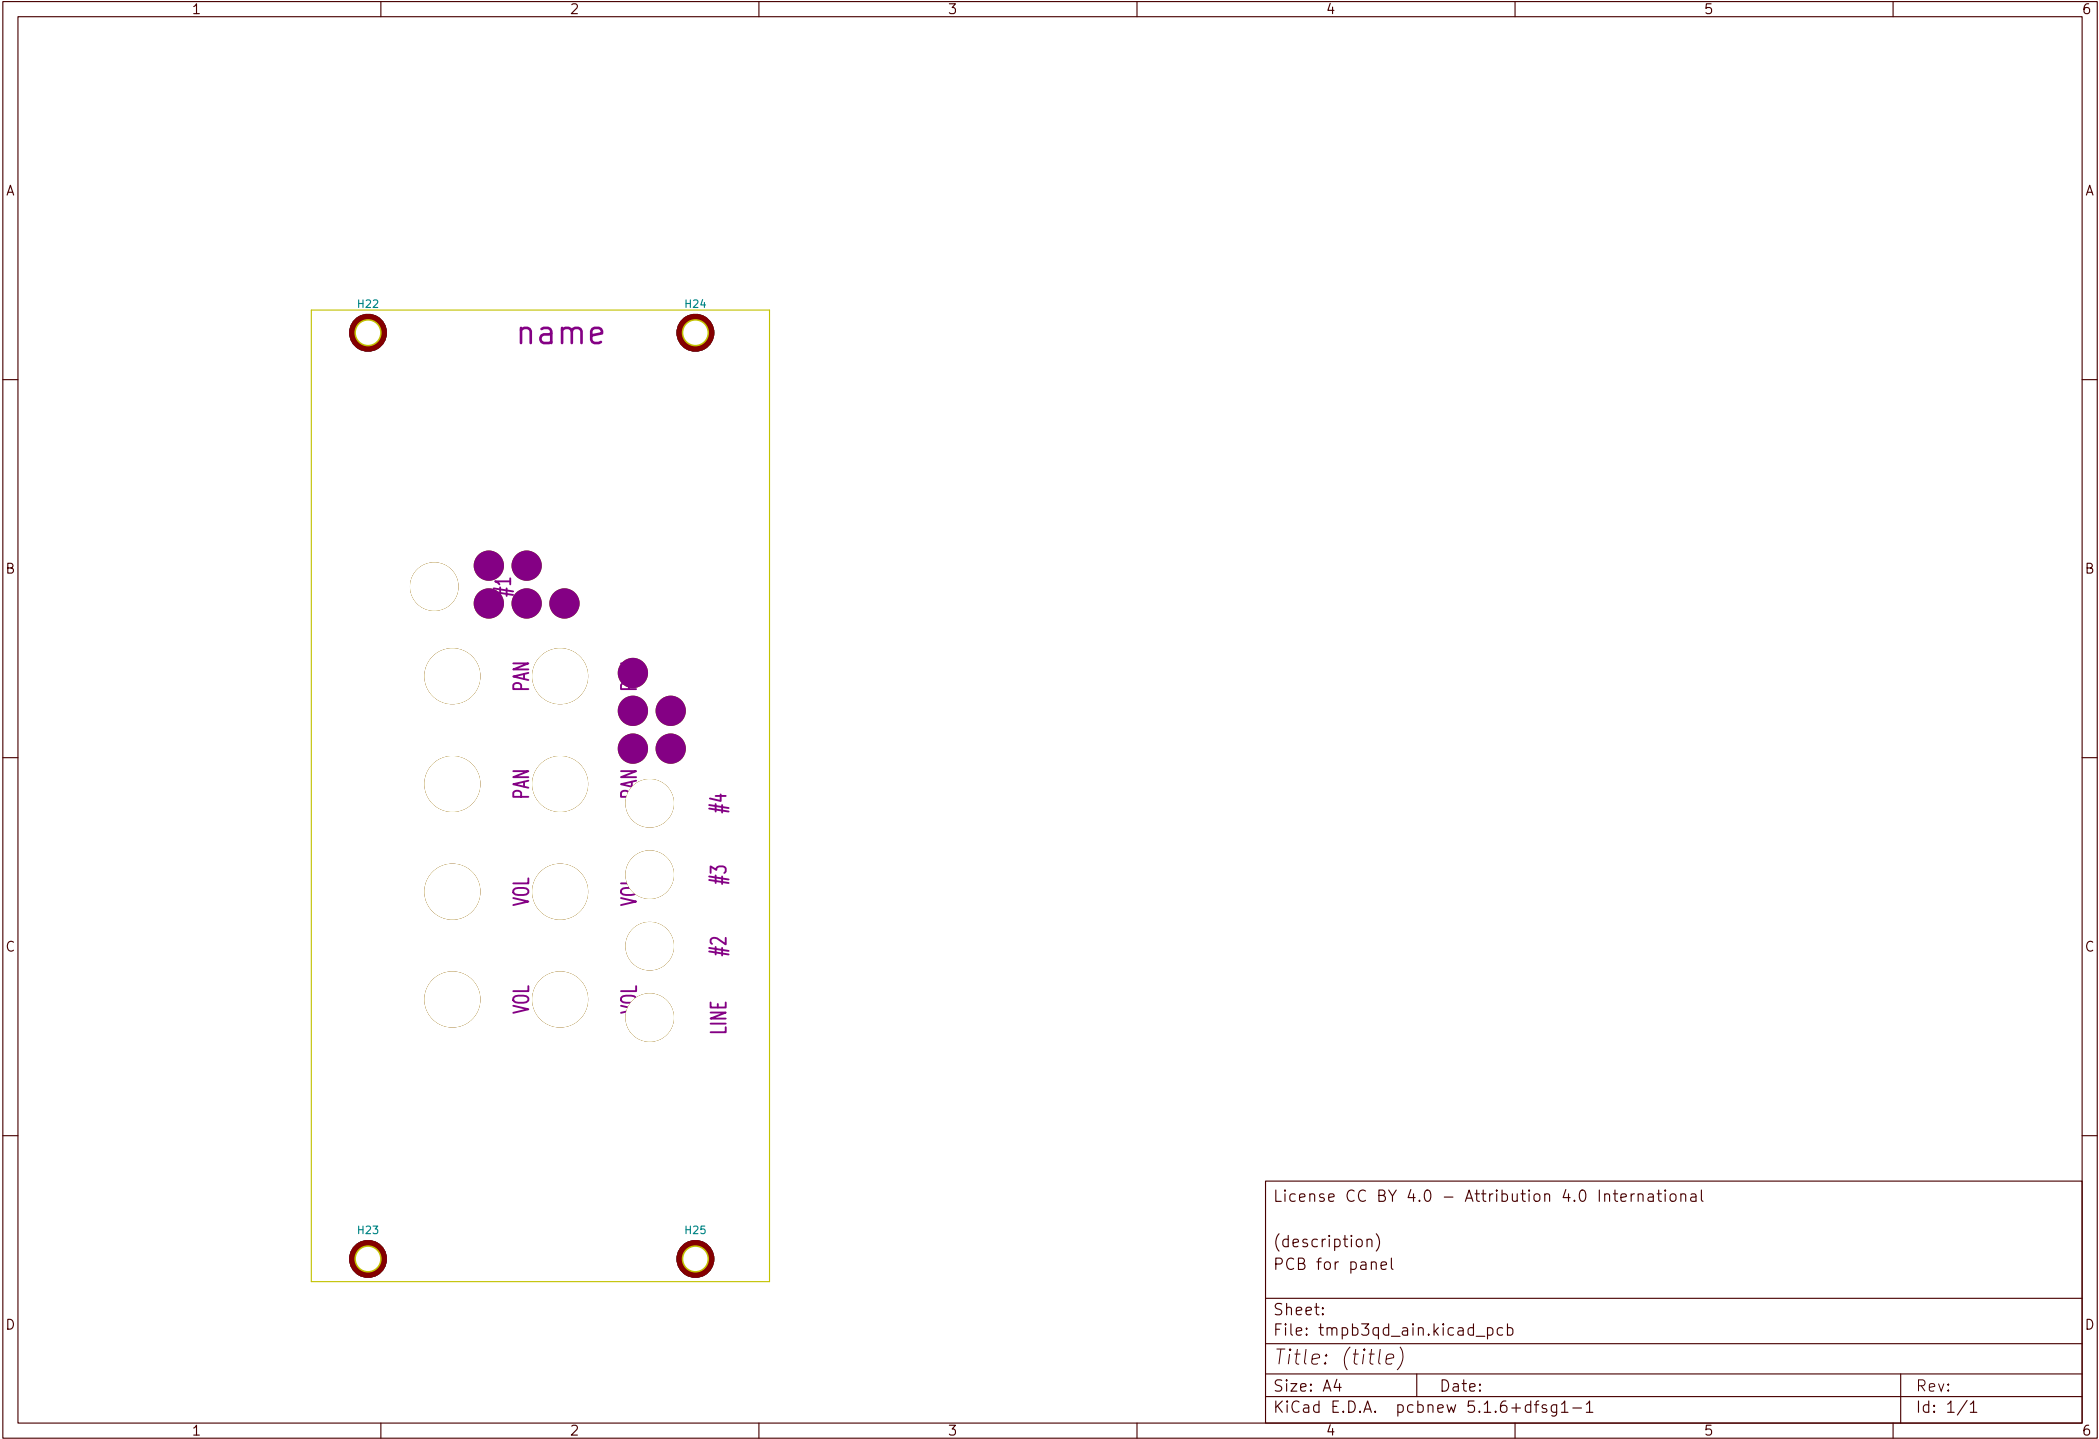 1 2 3 4 5 6
A A
H22 H24
name
B B
#1
PAN PAN
PAN PAN
#4
VOL VOL #3
C #2 C
VOL VOL LINE
License CC BY 4.0 – Attribution 4.0 International
H23 H25
(description)
PCB for panel
Sheet:
D D
File: tmpb3qd_ain.kicad_pcb
Title: (title)
Size: A4 Date: Rev:
KiCad E.D.A. pcbnew 5.1.6+dfsg1-1 Id: 1/1
1 2 3 4 5 6